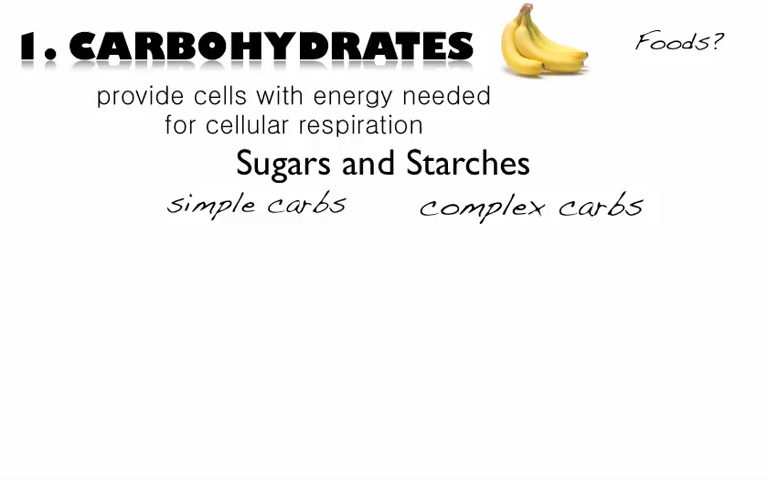 1. CARBOHYDRATES
Foods?
provide cells with energy needed
for cellular respiration
Sugars and Starches
simple carbs complex carbs